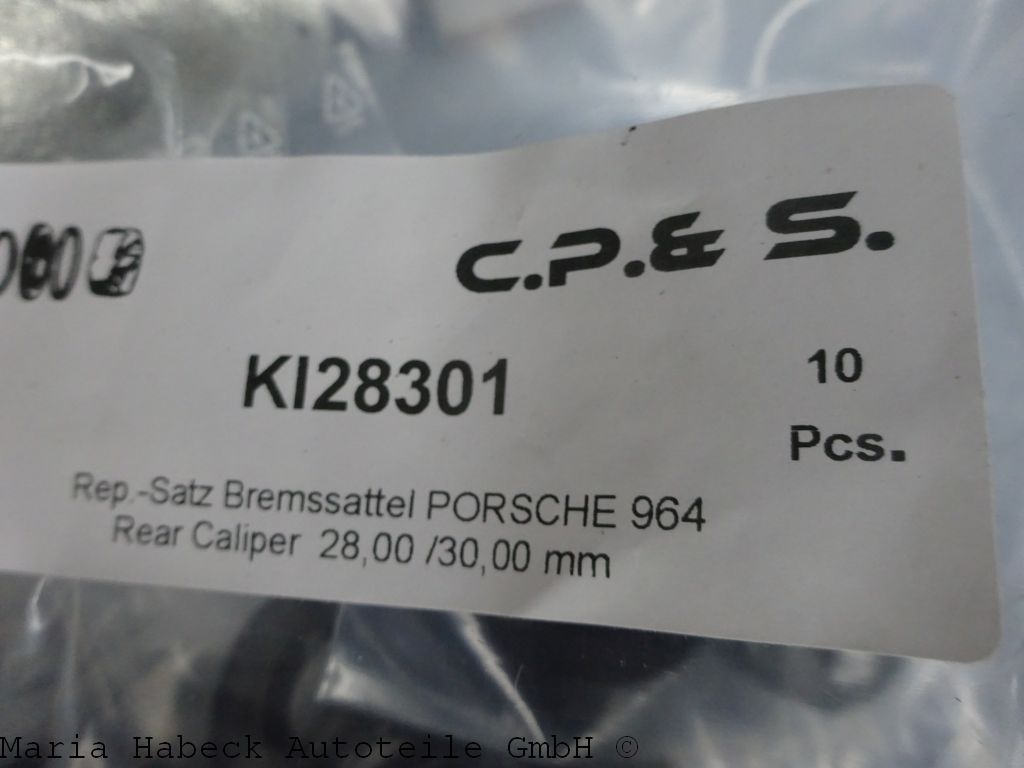 C.P.& S.
KI28301
10
Pcs.
Rep.-Satz Bremssattel PORSCHE 964
Rear Caliper 28,00 /30,00 mm
Maria Habeck Autoteile GmbH ©